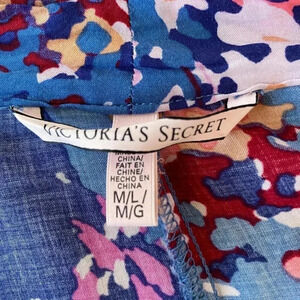 VICTORIA'S SECRET
CHINA/
FAIT EN
CHINE/
HECHO EN
CHINA
M/L/
M/G